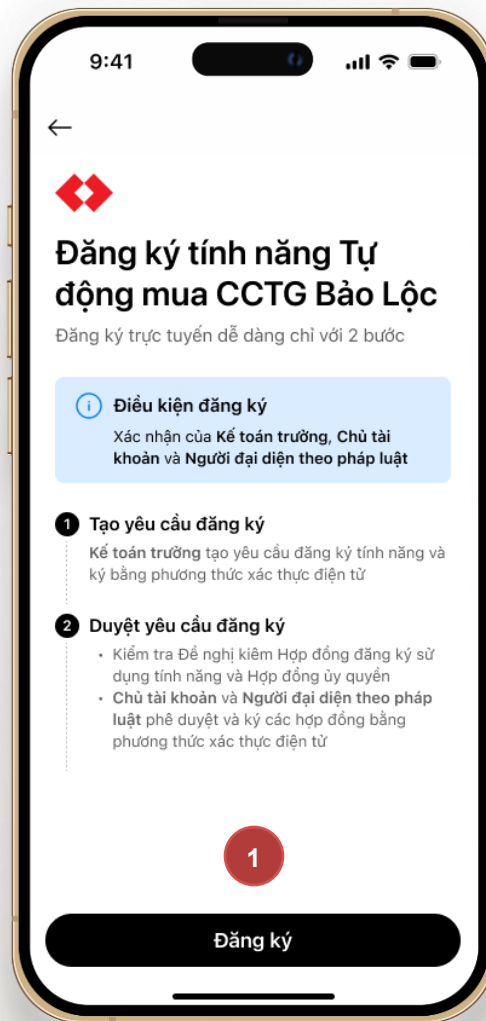 9:41
Đăng ký tính năng Tự
động mua CCTG Bảo Lộc
Đăng ký trực tuyến dễ dàng chỉ với 2 bước
Điều kiện đăng ký
Xác nhận của Kế toán trưởng, Chủ tài
khoản và Người đại diện theo pháp luật
1 Tạo yêu cầu đăng ký
Kế toán trưởng tạo yêu cầu đăng ký tính năng và
ký bằng phương thức xác thực điện tử
2 Duyệt yêu cầu đăng ký
• Kiểm tra Đề nghị kiêm Hợp đồng đăng ký sử
dụng tính năng và Hợp đồng ủy quyền
• Chủ tài khoản và Người đại diện theo pháp
luật phê duyệt và ký các hợp đồng bằng
phương thức xác thực điện tử
1
Đăng ký